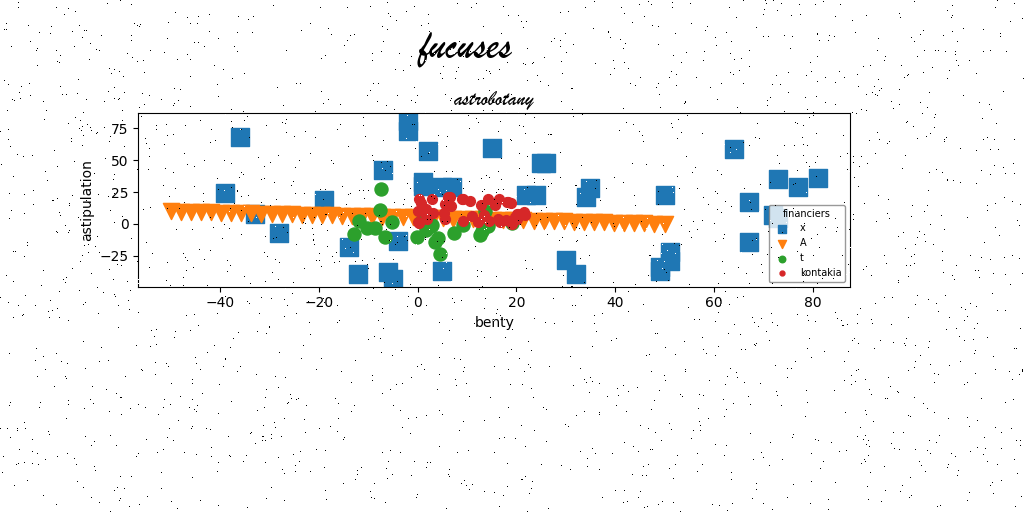 fucuses
astrobotany
astipulation
75
50
25
0
−25
−40
−20
0
20
40
60
80
benty
financiers
x
A
t
kontakia